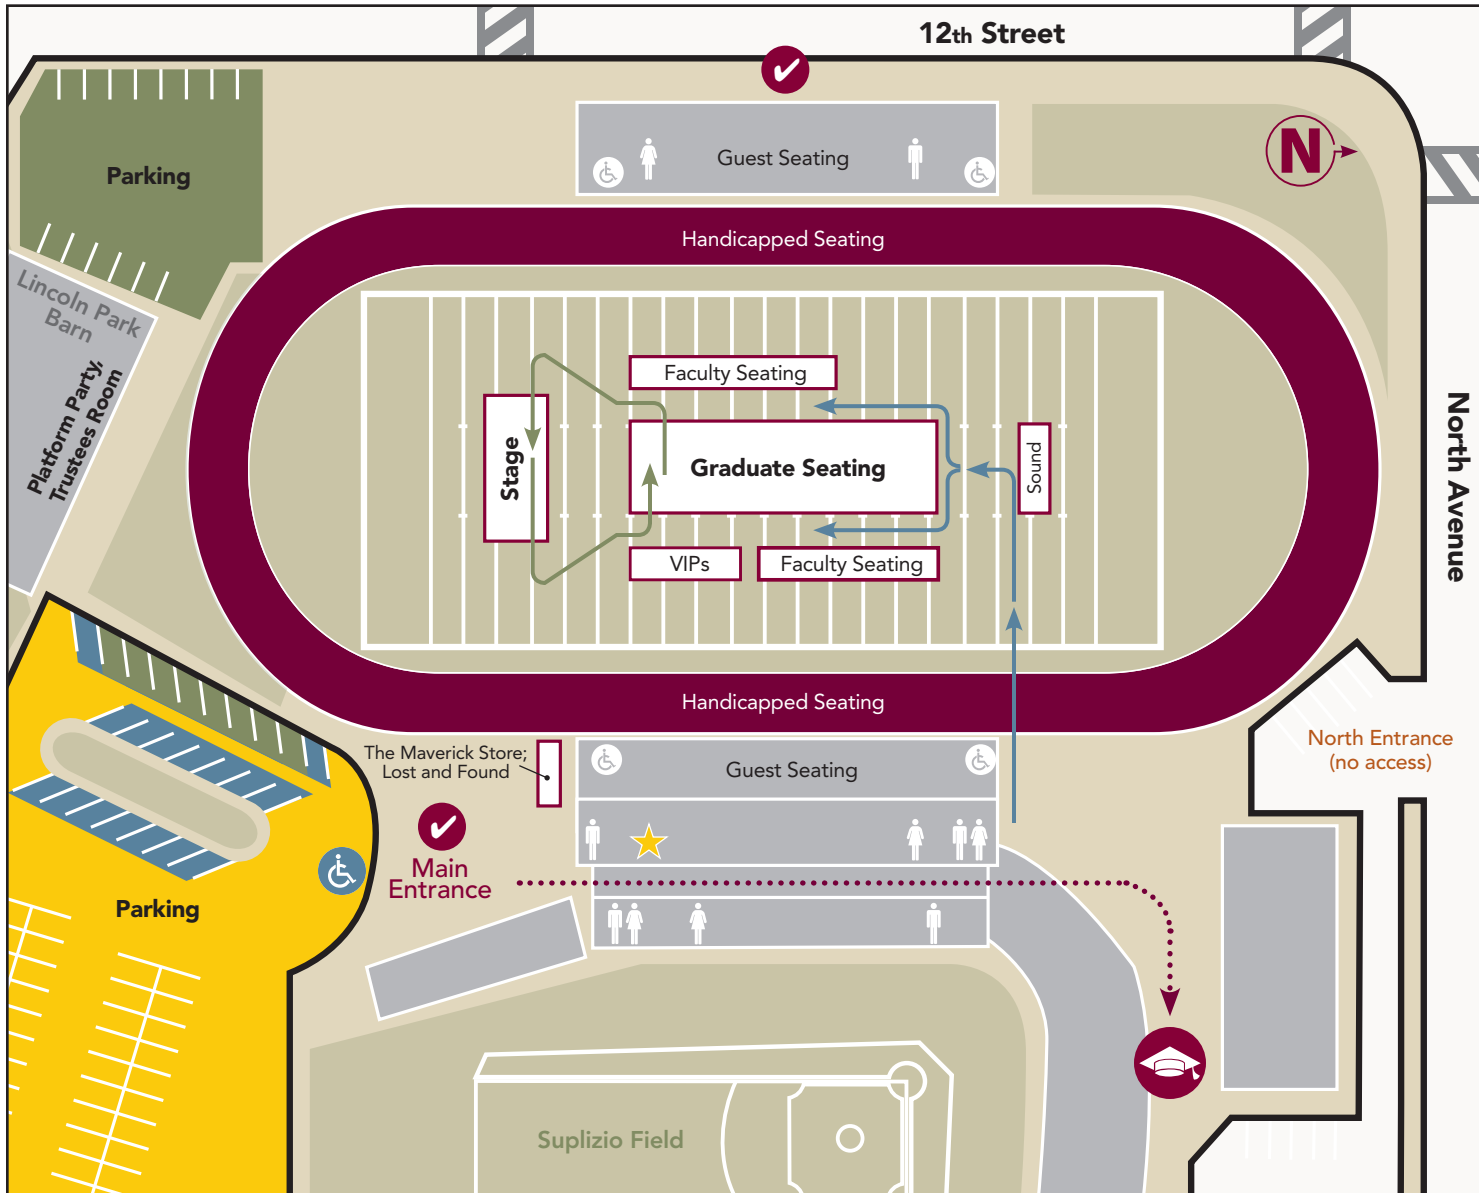 12th Street
Parking
Guest Seating
N
Handicapped Seating
Lincoln Park
Barn
Platform Party,
Trustees Room
Faculty Seating
Stage
Graduate Seating
Sound
North Avenue
VIPs
Faculty Seating
Handicapped Seating
The Maverick Store;
Lost and Found
Guest Seating
North Entrance
(no access)
Main
Entrance
Parking
Suplizio Field